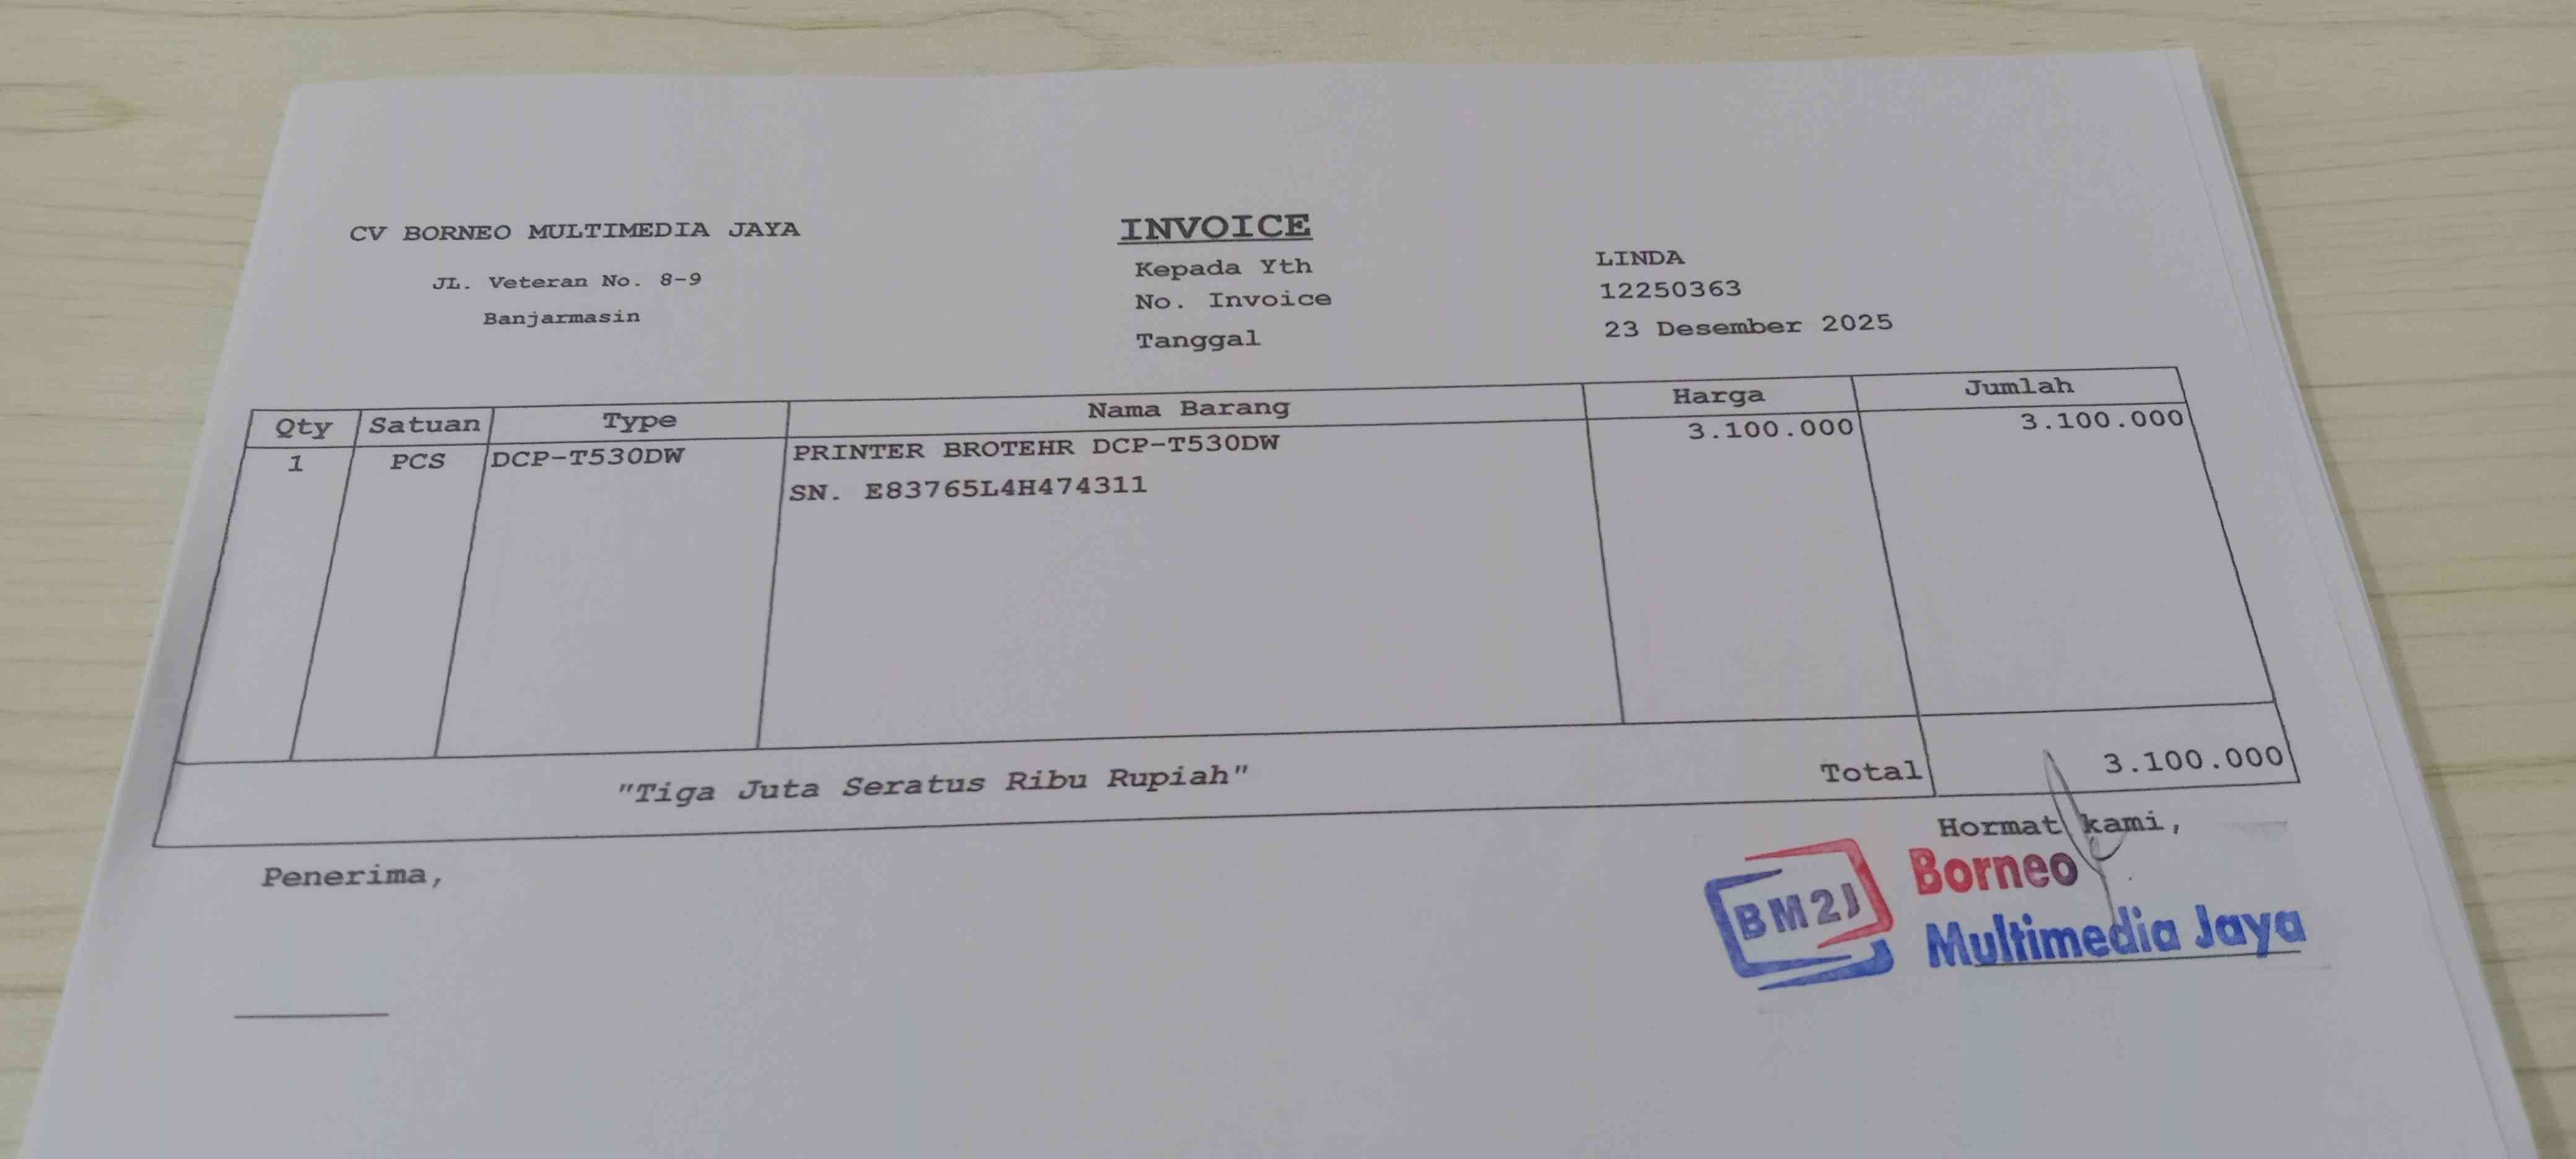 CV BORNEO MULTIMEDIA JAYA
JL. Veteran No. 8-9
Banjarmasin
INVOICE
Kepada Yth LINDA
No. Invoice 12250363
Tanggal 23 Desember 2025
Qty Satuan Type Nama Barang Harga Jumlah
1 PCS DCP-T530DW PRINTER BROTEHR DCP-T530DW 3.100.000 3.100.000
SN. E83765L4H474311
"Tiga Juta Seratus Ribu Rupiah" Total 3.100.000
Penerima, Hormat kami,
BM2J Borneo
Multimedia Jaya